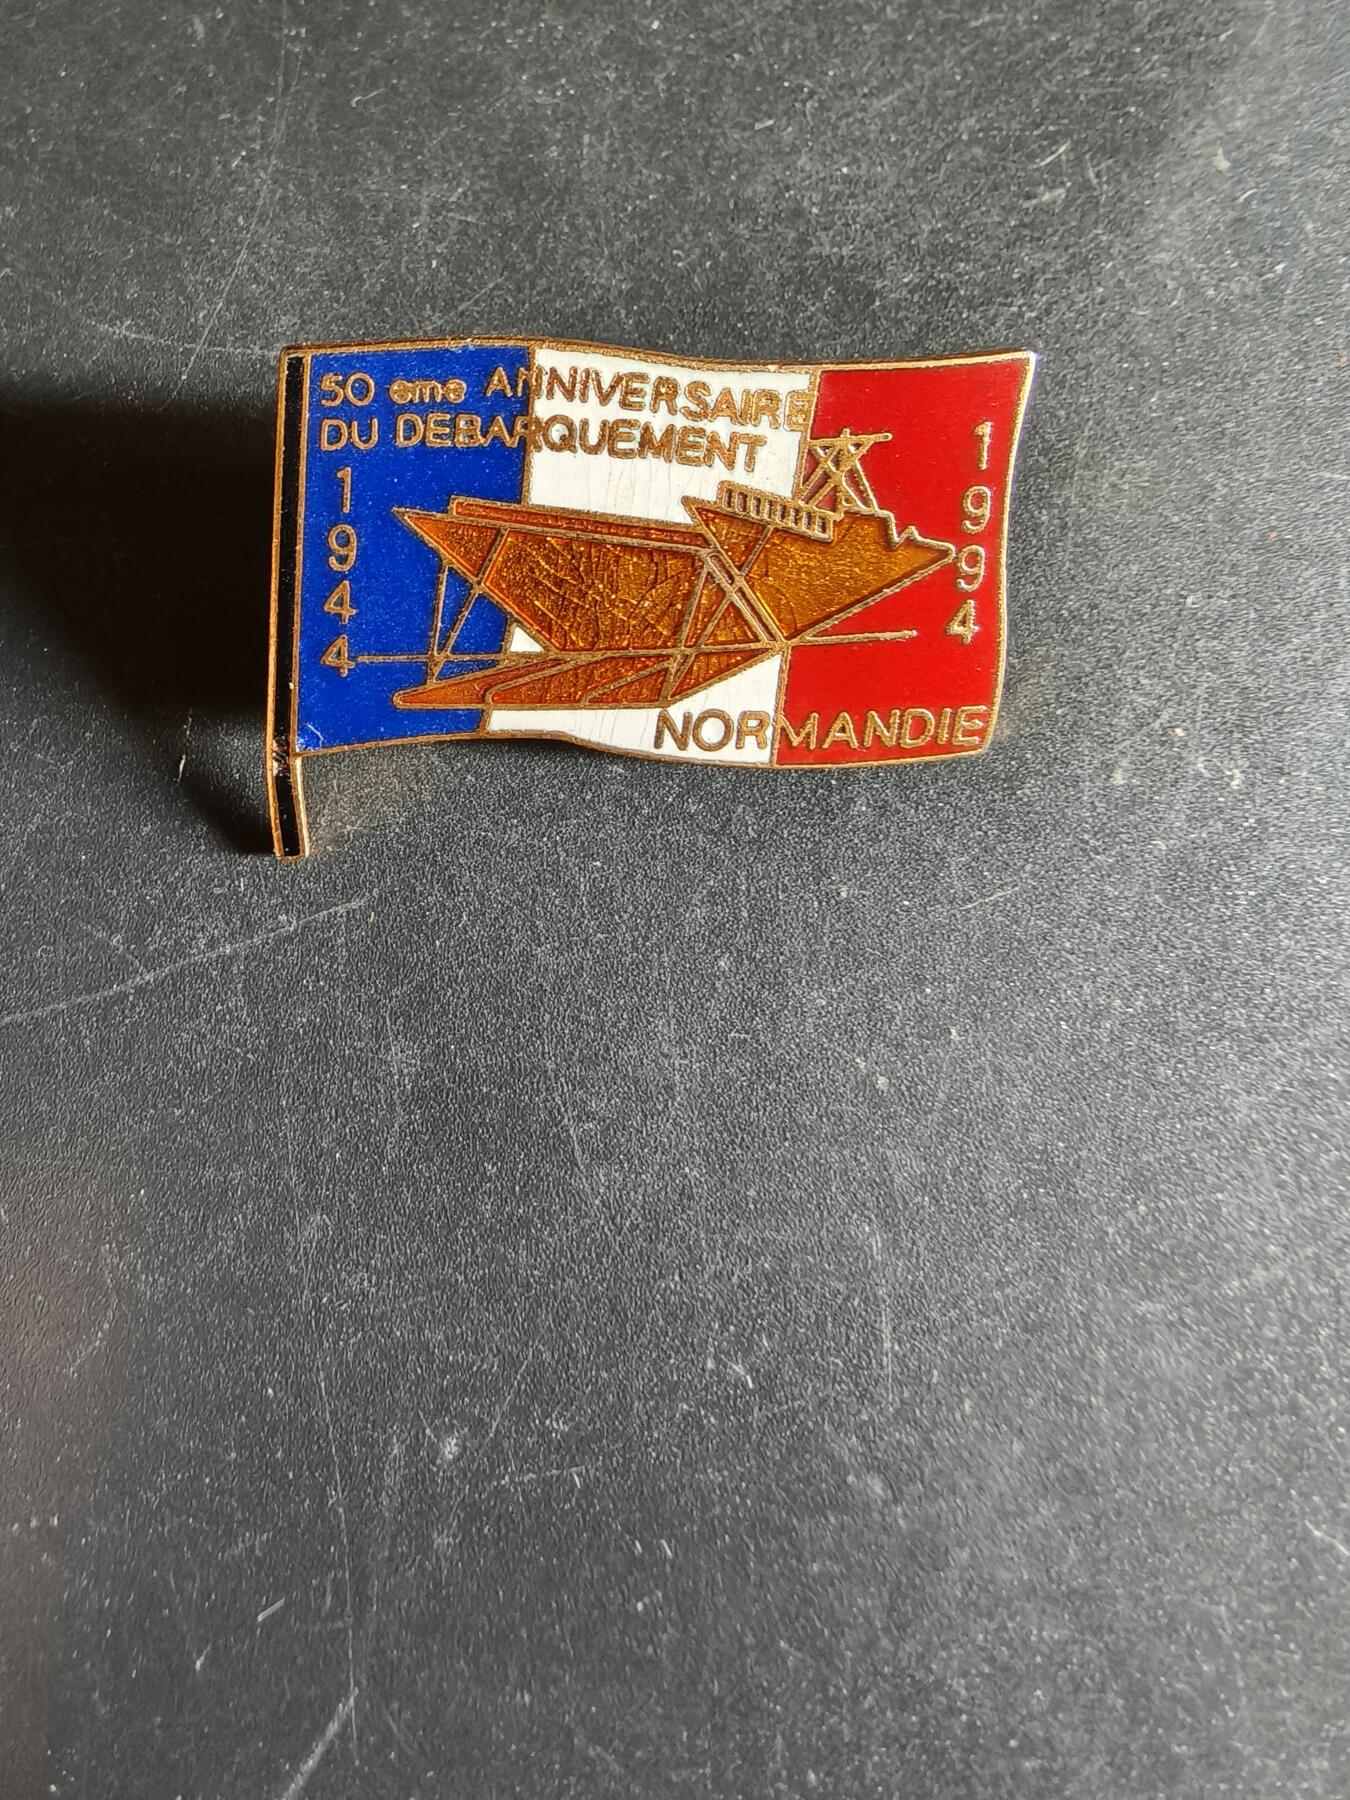 50 eme ANNIVERSAIRE
DU DEBARQUEMENT
1944
1994
NORMANDIE